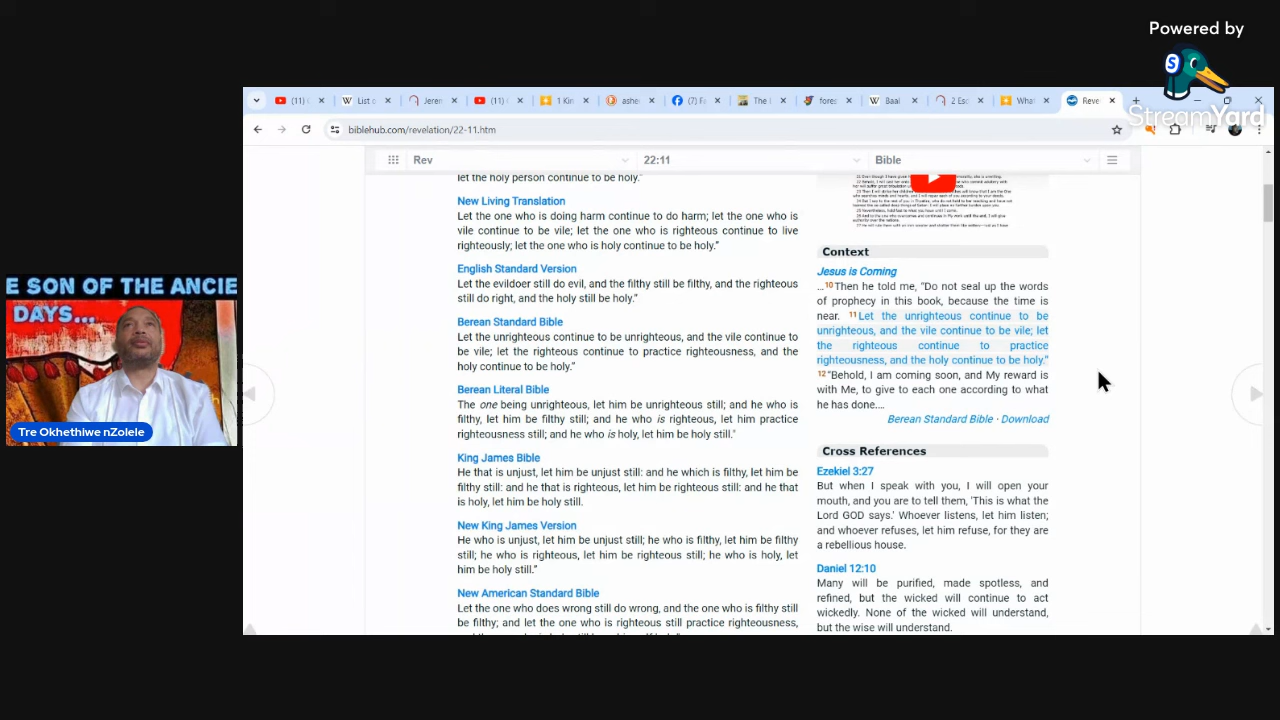 Powered by
StreamYard
(11)
List o
Jerem
(11)
1 Kin
ashe
(7) Fa
The I
fores
Baal
2 Esd
What
Reve
biblehub.com/revelation/22-11.htm
Rev
22:11
Bible
let the holy person continue to be holy."
New Living Translation
Let the one who is doing harm continue to do harm; let the one who is
vile continue to be vile; let the one who is righteous continue to live
righteously; let the one who is holy continue to be holy."
English Standard Version
Let the evildoer still do evil, and the filthy still be filthy, and the righteous
still do right, and the holy still be holy."
Berean Standard Bible
Let the unrighteous continue to be unrighteous, and the vile continue to
be vile; let the righteous continue to practice righteousness, and the
holy continue to be holy."
Berean Literal Bible
The one being unrighteous, let him be unrighteous still; and he who is
filthy, let him be filthy still; and he who is righteous, let him practice
righteousness still; and he who is holy, let him be holy still."
King James Bible
He that is unjust, let him be unjust still: and he which is filthy, let him be
filthy still: and he that is righteous, let him be righteous still: and he that
is holy, let him be holy still.
New King James Version
He who is unjust, let him be unjust still; he who is filthy, let him be filthy
still; he who is righteous, let him be righteous still; he who is holy, let
him be holy still."
New American Standard Bible
Let the one who does wrong still do wrong, and the one who is filthy still
be filthy; and let the one who is righteous still practice righteousness,
Context
Jesus is Coming
…10Then he told me, "Do not seal up the words
of prophecy in this book, because the time is
near. 11Let the unrighteous continue to be
unrighteous, and the vile continue to be vile; let
the righteous continue to practice
righteousness, and the holy continue to be holy."
12"Behold, I am coming soon, and My reward is
with Me, to give to each one according to what
he has done.…
Berean Standard Bible · Download
Cross References
Ezekiel 3:27
But when I speak with you, I will open your
mouth, and you are to tell them, 'This is what the
Lord GOD says.' Whoever listens, let him listen;
and whoever refuses, let him refuse, for they are
a rebellious house.
Daniel 12:10
Many will be purified, made spotless, and
refined, but the wicked will continue to act
wickedly. None of the wicked will understand,
but the wise will understand.
E SON OF THE ANCIE
DAYS...
Tre Okhethiwe nZolele